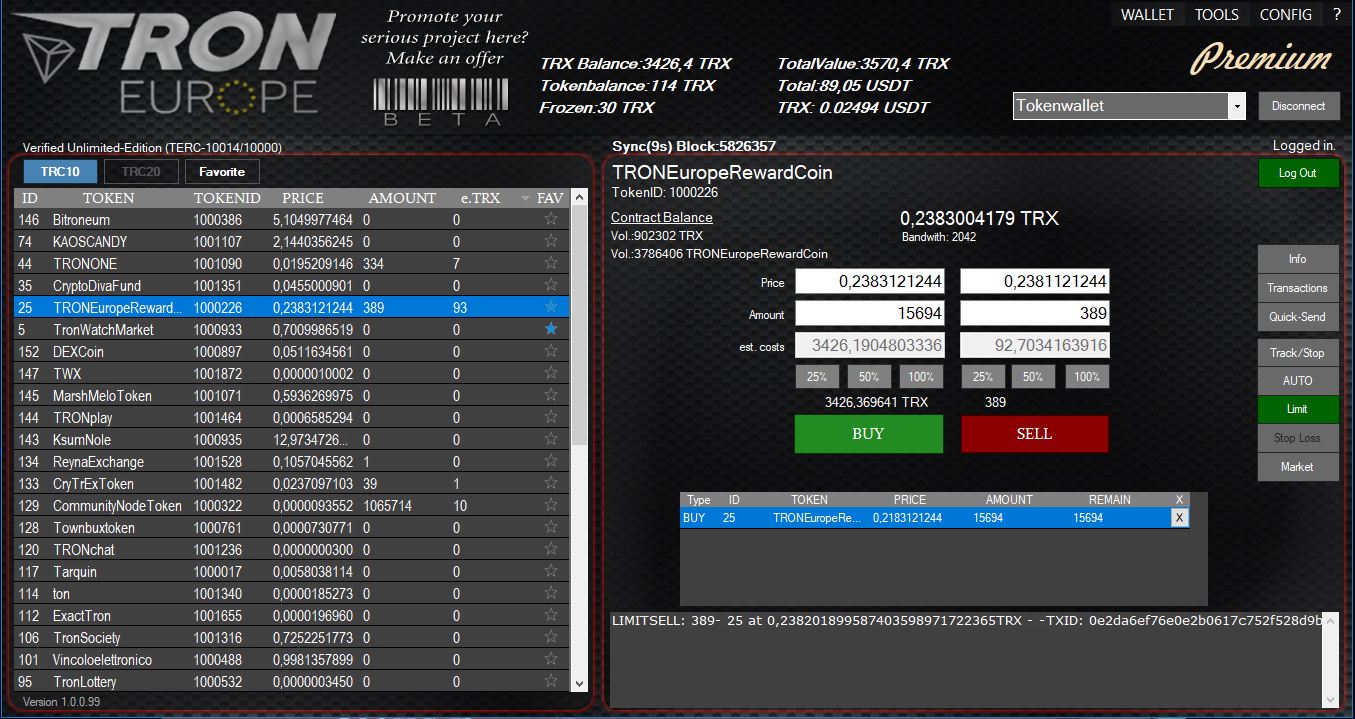 TRON
EUROPE
Promote your
serious project here?
Make an offer
BETA
TRX Balance:3426,4 TRX
Tokenbalance:114 TRX
Frozen:30 TRX
TotalValue:3570,4 TRX
Total:89,05 USDT
TRX: 0.02494 USDT
WALLET TOOLS CONFIG ?
Premium
Tokenwallet Disconnect
Verified Unlimited-Edition (TERC-10014/10000)
TRC10 TRC20 Favorite
ID TOKEN TOKENID PRICE AMOUNT e.TRX FAV
146 Bitroneum 1000386 5,1049977464 0 0
74 KAOSCANDY 1001107 2,1440356245 0 0
44 TRONONE 1001090 0,0195209146 334 7
35 CryptoDivaFund 1001351 0,0455000901 0 0
25 TRONEuropeReward... 1000226 0,2383121244 389 93
5 TronWatchMarket 1000933 0,7009986519 0 0
152 DEXCoin 1000897 0,0511634561 0 0
147 TWX 1001872 0,0000010002 0 0
145 MarshMeloToken 1001071 0,5936269975 0 0
144 TRONplay 1001464 0,0006585294 0 0
143 KsumNole 1000935 12,9734726... 0 0
134 ReynaExchange 1001528 0,1057045562 1 0
133 CryTrExToken 1001482 0,0237097103 39 1
129 CommunityNodeToken 1000322 0,0000093552 1065714 10
128 Townbuxtoken 1000761 0,0000730771 0 0
120 TRONchat 1001236 0,0000000300 0 0
117 Tarquin 1000017 0,0058038114 0 0
114 ton 1001340 0,0000185273 0 0
112 ExactTron 1001655 0,0000196960 0 0
106 TronSociety 1001316 0,7252251773 0 0
101 Vincoloelettronico 1000488 0,9981357899 0 0
95 TronLottery 1000532 0,0000003450 0 0
Version 1.0.0.99
Sync(9s) Block:5826357
Logged in.
TRONEuropeRewardCoin
TokenID: 1000226
Log Out
Contract Balance
Vol.:902302 TRX
Vol.:3786406 TRONEuropeRewardCoin
0,2383004179 TRX
Bandwith: 2042
Price 0,2383121244 0,2381121244
Amount 15694 389
est. costs 3426,1904803336 92,7034163916
25% 50% 100% 25% 50% 100%
3426,369641 TRX 389
BUY SELL
Info
Transactions
Quick-Send
Track/Stop
AUTO
Limit
Stop Loss
Market
Type ID TOKEN PRICE AMOUNT REMAIN X
BUY 25 TRONEuropeRe... 0,2183121244 15694 15694 X
LIMITSELL: 389- 25 at 0,238201899587403598971722365TRX - -TXID: 0e2da6ef76e0e2b0617c752f528d9b